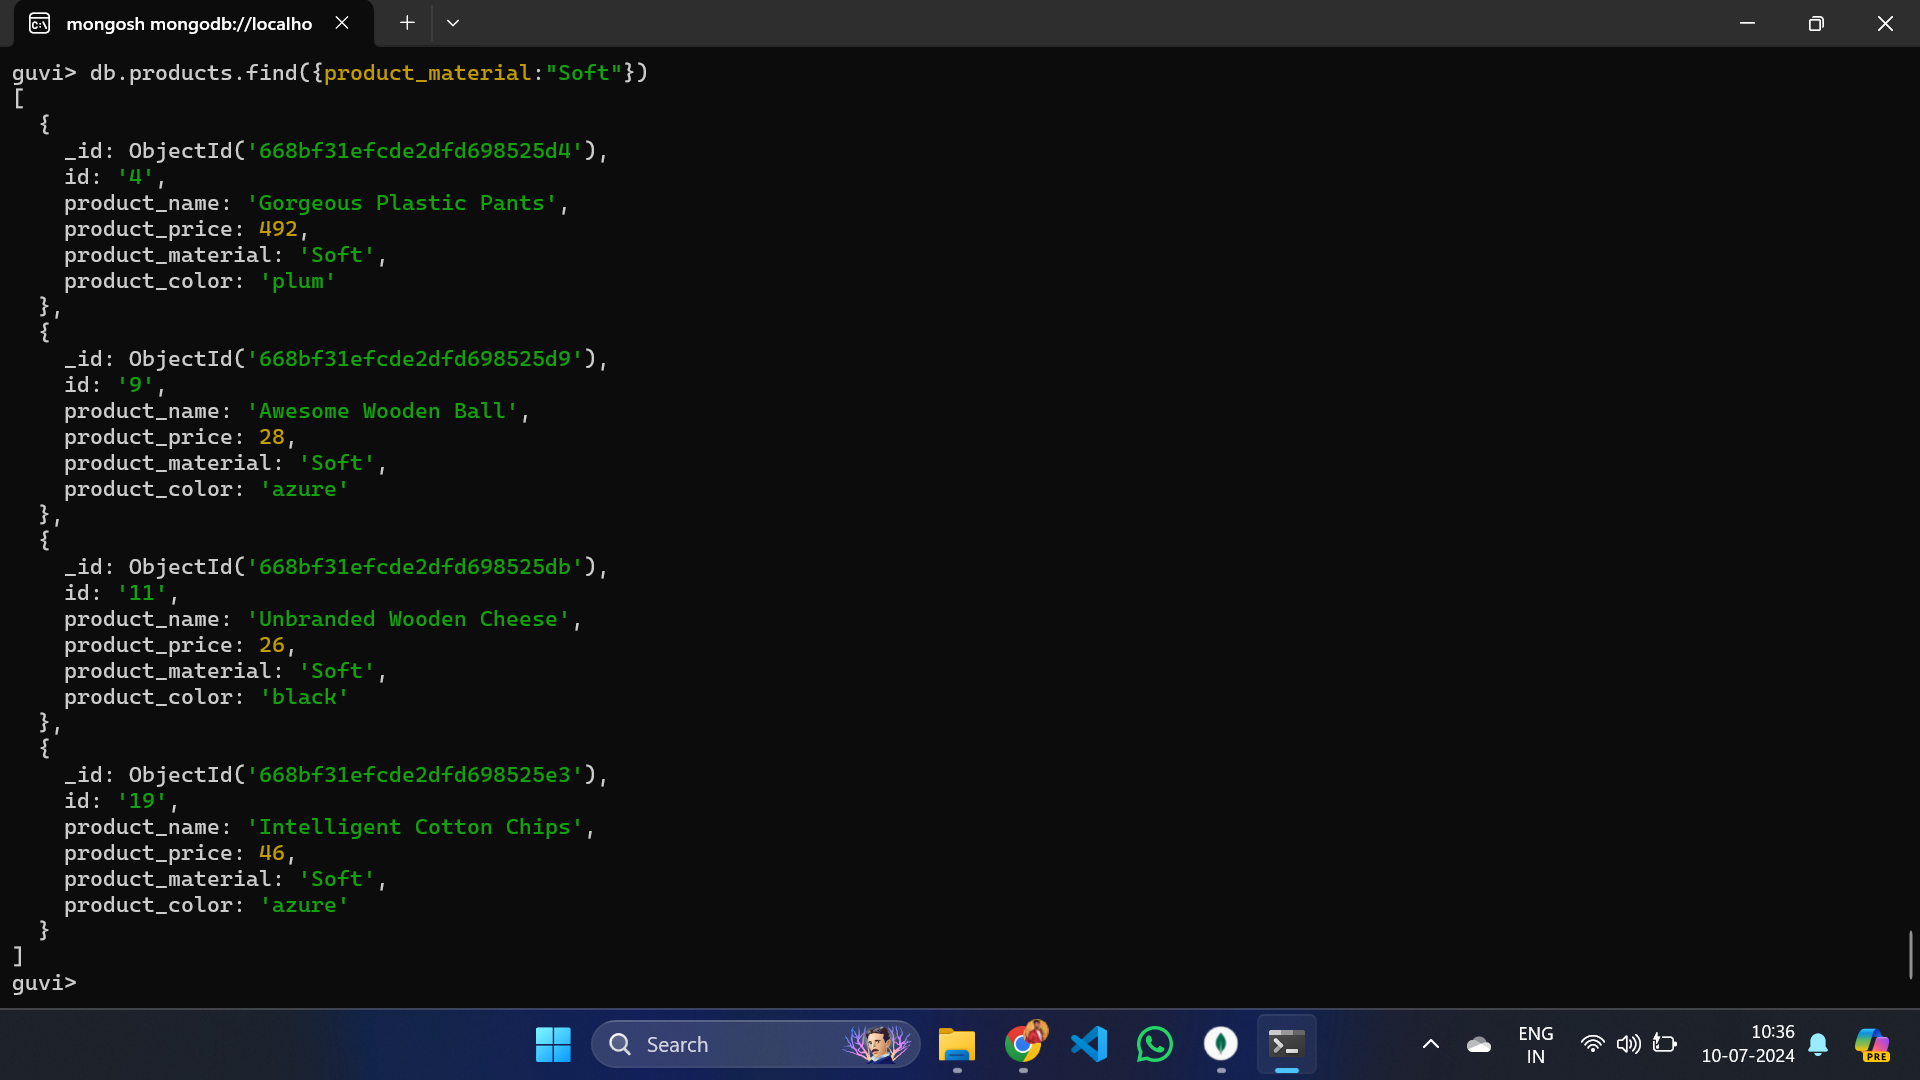 mongosh mongodb://localho
guvi> db.products.find({product_material:"Soft"})
[
  {
    _id: ObjectId('668bf31efcde2dfd698525d4'),
    id: '4',
    product_name: 'Gorgeous Plastic Pants',
    product_price: 492,
    product_material: 'Soft',
    product_color: 'plum'
  },
  {
    _id: ObjectId('668bf31efcde2dfd698525d9'),
    id: '9',
    product_name: 'Awesome Wooden Ball',
    product_price: 28,
    product_material: 'Soft',
    product_color: 'azure'
  },
  {
    _id: ObjectId('668bf31efcde2dfd698525db'),
    id: '11',
    product_name: 'Unbranded Wooden Cheese',
    product_price: 26,
    product_material: 'Soft',
    product_color: 'black'
  },
  {
    _id: ObjectId('668bf31efcde2dfd698525e3'),
    id: '19',
    product_name: 'Intelligent Cotton Chips',
    product_price: 46,
    product_material: 'Soft',
    product_color: 'azure'
  }
]
guvi>
Search
ENG
IN
10:36
10-07-2024
PRE